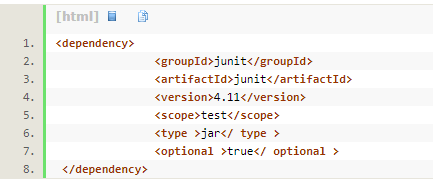 [html]
1. <dependency>
2. <groupId>junit</groupId>
3. <artifactId>junit</artifactId>
4. <version>4.11</version>
5. <scope>test</scope>
6. <type >jar</ type >
7. <optional >true</ optional >
8. </dependency>